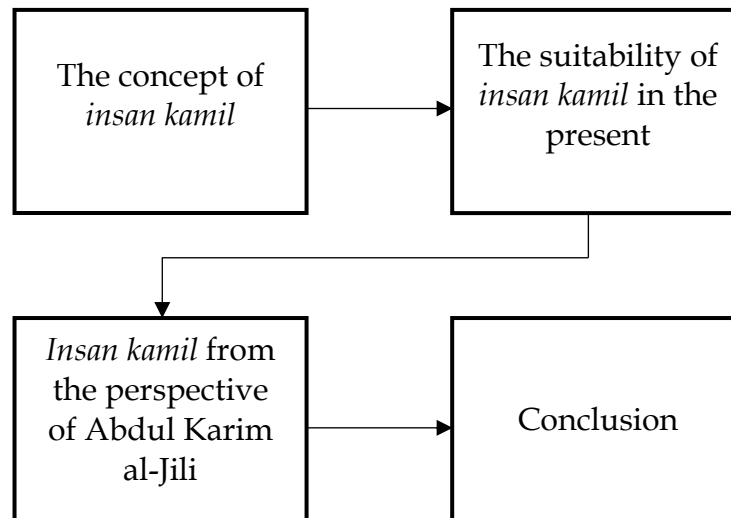 The concept of
insan kamil
The suitability of
insan kamil in the
present
Insan kamil from
the perspective
of Abdul Karim
al-Jili
Conclusion